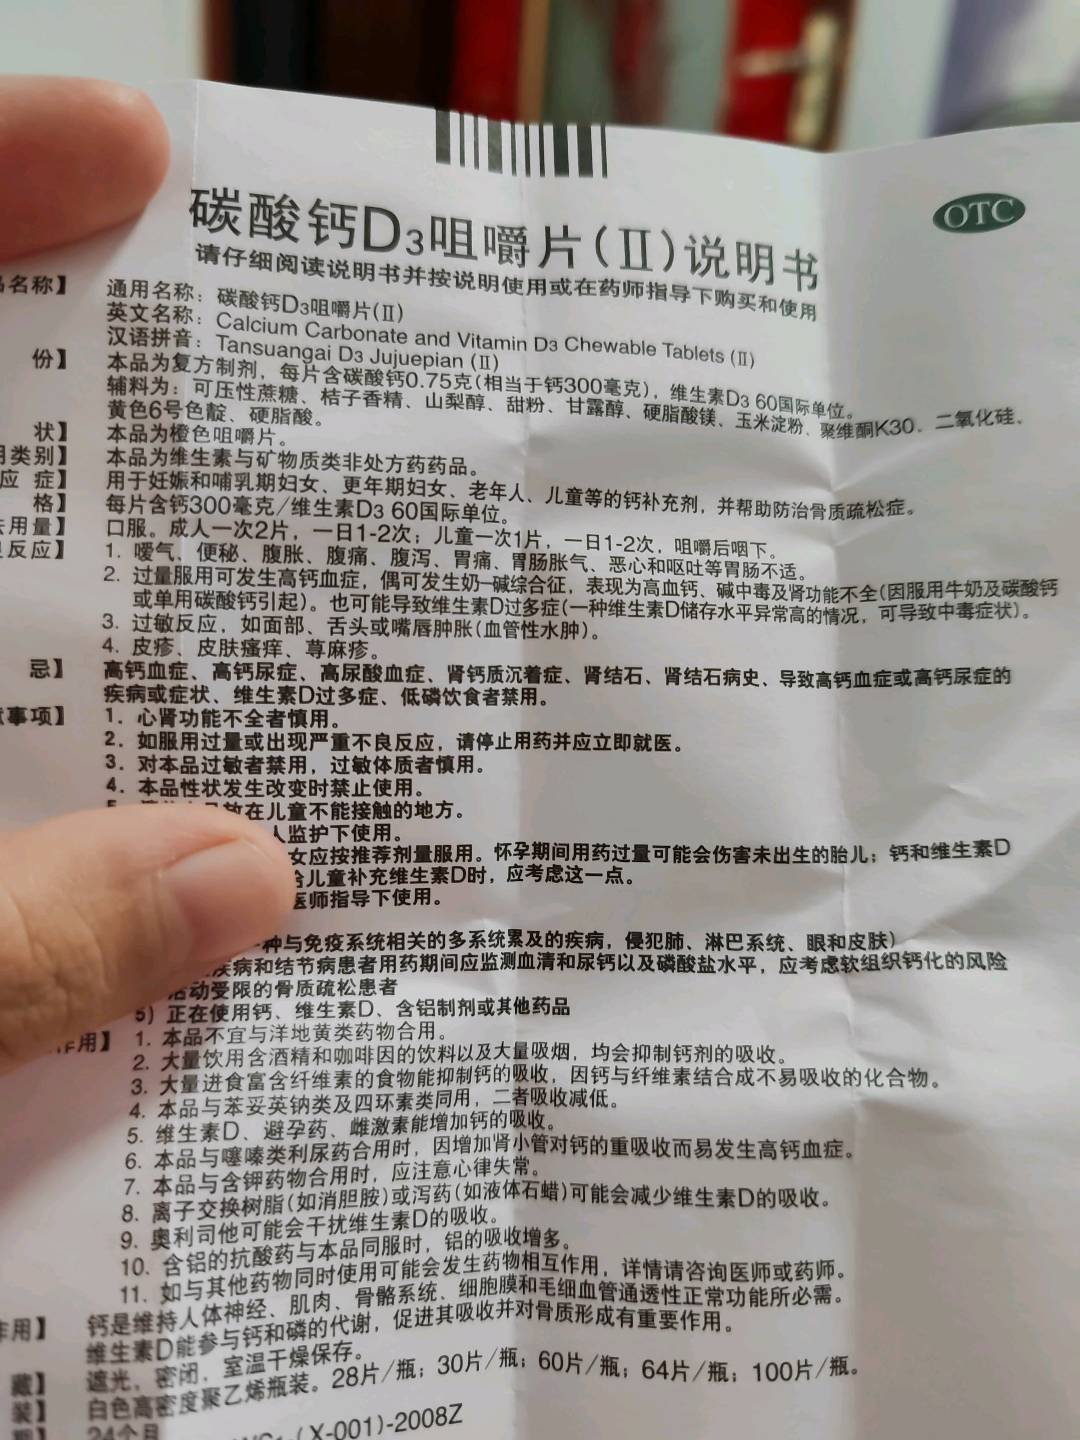 OTC
碳酸钙D3咀嚼片(Ⅱ)说明书
请仔细阅读说明书并按说明使用或在药师指导下购买和使用
名称】 通用名称：碳酸钙D3咀嚼片(Ⅱ)
英文名称：Calcium Carbonate and Vitamin D3 Chewable Tablets (Ⅱ)
汉语拼音：Tansuangai D3 Jujuepian (Ⅱ)
份】 本品为复方制剂，每片含碳酸钙0.75克(相当于钙300毫克)，维生素D3 60国际单位。
辅料为：可压性蔗糖、桔子香精、山梨醇、甜粉、甘露醇、硬脂酸镁、玉米淀粉、聚维酮K30、二氧化硅、
黄色6号色靛、硬脂酸。
状】 本品为橙色咀嚼片。
用类别】 本品为维生素与矿物质类非处方药药品。
应 症】 用于妊娠和哺乳期妇女、更年期妇女、老年人、儿童等的钙补充剂，并帮助防治骨质疏松症。
格】 每片含钙300毫克/维生素D3 60国际单位。
用量】 口服。成人一次2片，一日1-2次；儿童一次1片，一日1-2次，咀嚼后咽下。
反应】 1. 嗳气、便秘、腹胀、腹痛、腹泻、胃痛、胃肠胀气、恶心和呕吐等胃肠不适。
2. 过量服用可发生高钙血症，偶可发生奶-碱综合征，表现为高血钙、碱中毒及肾功能不全(因服用牛奶及碳酸钙
或单用碳酸钙引起)。也可能导致维生素D过多症(一种维生素D储存水平异常高的情况，可导致中毒症状)。
3. 过敏反应，如面部、舌头或嘴唇肿胀(血管性水肿)。
4. 皮疹、皮肤瘙痒、荨麻疹。
忌】 高钙血症、高钙尿症、高尿酸血症、肾钙质沉着症、肾结石、肾结石病史、导致高钙血症或高钙尿症的
疾病或症状、维生素D过多症、低磷饮食者禁用。
事项】 1. 心肾功能不全者慎用。
2. 如服用过量或出现严重不良反应，请停止用药并应立即就医。
3. 对本品过敏者禁用，过敏体质者慎用。
4. 本品性状发生改变时禁止使用。
放在儿童不能接触的地方。
人监护下使用。
女应按推荐剂量服用。怀孕期间用药过量可能会伤害未出生的胎儿；钙和维生素D
给儿童补充维生素D时，应考虑这一点。
医师指导下使用。
种与免疫系统相关的多系统累及的疾病，侵犯肺、淋巴系统、眼和皮肤)
疾病和结节病患者用药期间应监测血清和尿钙以及磷酸盐水平，应考虑软组织钙化的风险
活动受限的骨质疏松患者
5) 正在使用钙、维生素D、含铝制剂或其他药品
作用】 1. 本品不宜与洋地黄类药物合用。
2. 大量饮用含酒精和咖啡因的饮料以及大量吸烟，均会抑制钙剂的吸收。
3. 大量进食富含纤维素的食物能抑制钙的吸收，因钙与纤维素结合成不易吸收的化合物。
4. 本品与苯妥英钠类及四环素类同用，二者吸收减低。
5. 维生素D、避孕药、雌激素能增加钙的吸收。
6. 本品与噻嗪类利尿药合用时，因增加肾小管对钙的重吸收而易发生高钙血症。
7. 本品与含钾药物合用时，应注意心律失常。
8. 离子交换树脂(如消胆胺)或泻药(如液体石蜡)可能会减少维生素D的吸收。
9. 奥利司他可能会干扰维生素D的吸收。
10. 含铝的抗酸药与本品同服时，铝的吸收增多。
11. 如与其他药物同时使用可能会发生药物相互作用，详情请咨询医师或药师。
作用】 钙是维持人体神经、肌肉、骨骼系统、细胞膜和毛细血管通透性正常功能所必需。
维生素D能参与钙和磷的代谢，促进其吸收并对骨质形成有重要作用。
藏】 遮光，密闭，室温干燥保存。
装】 白色高密度聚乙烯瓶装。28片/瓶；30片/瓶；60片/瓶；64片/瓶；100片/瓶。
期】 24个月
(X-001)-2008Z